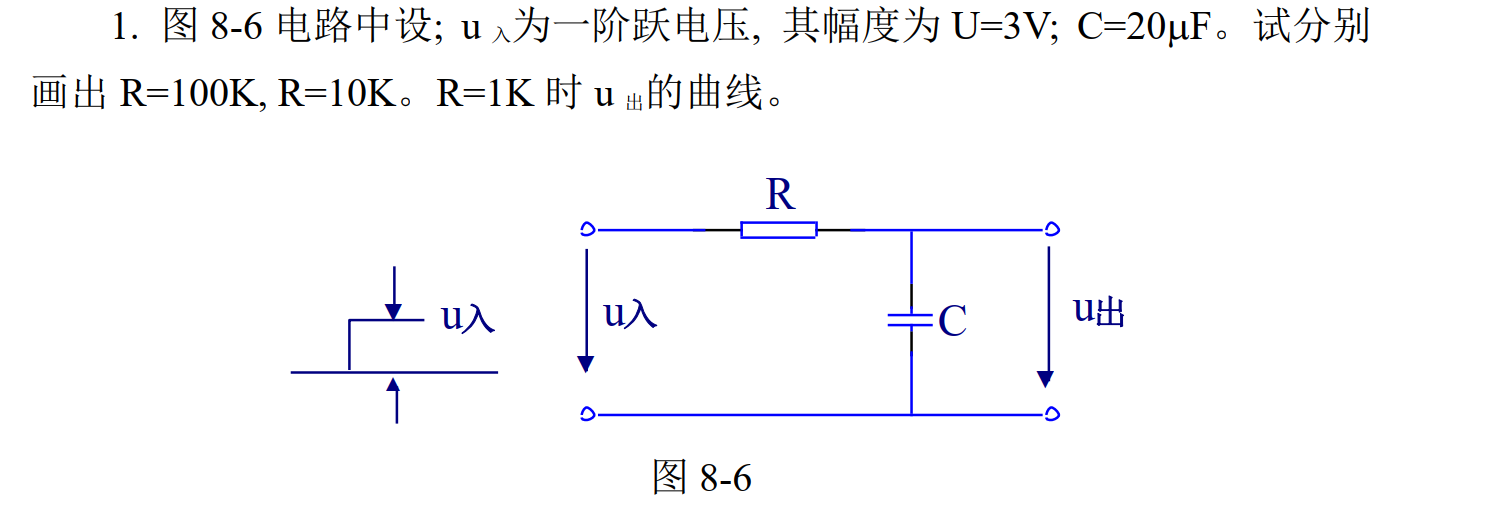 1. 图 8-6 电路中设; u 入为一阶跃电压, 其幅度为 U=3V; C=20μF。试分别
画出 R=100K, R=10K。R=1K 时 u 出的曲线。
R
u入
u入
C
u出
图 8-6